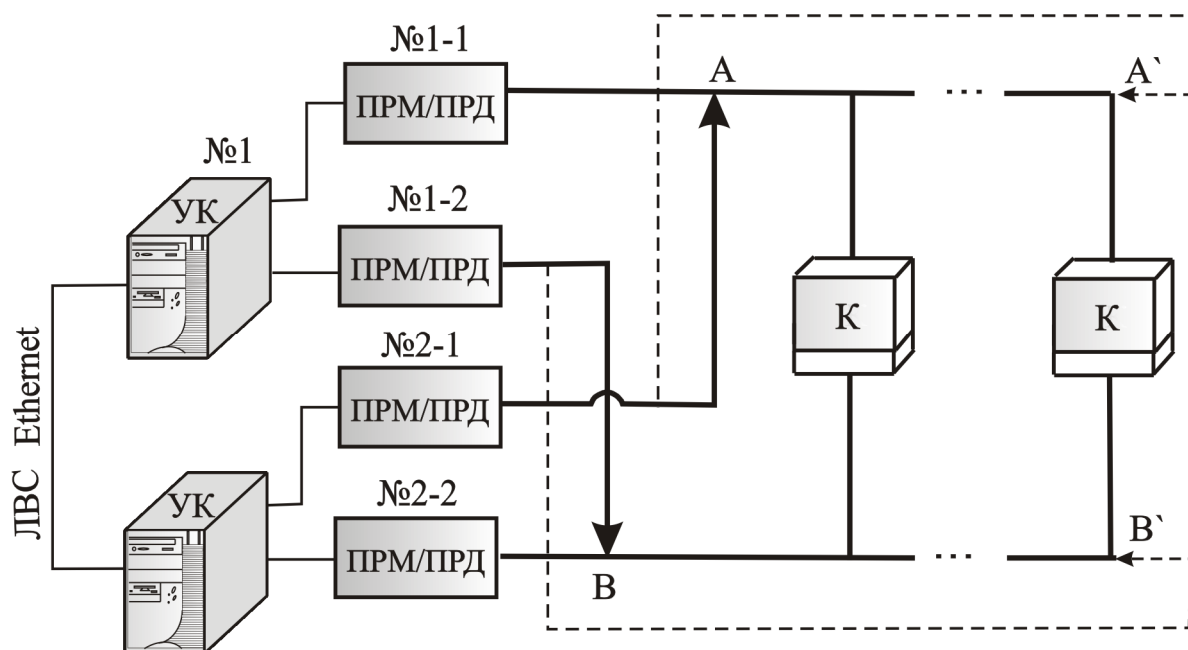 №1-1
ПРМ/ПРД
А
...
А`
№1
УК
№1-2
ПРМ/ПРД
К
К
№2-1
ПРМ/ПРД
ЛВС Ethernet
УК
№2-2
ПРМ/ПРД
В
...
В`